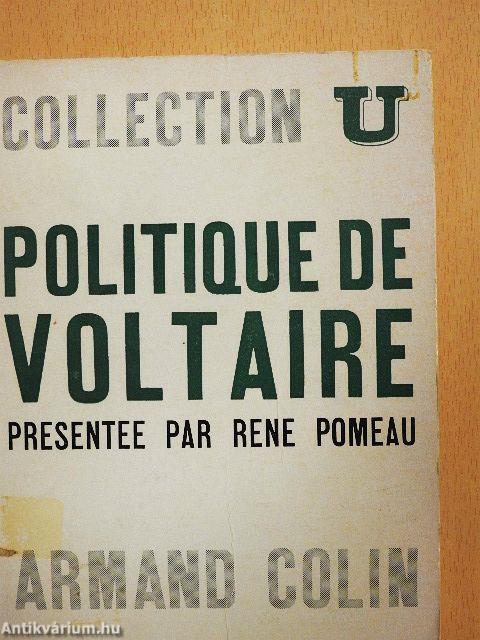 COLLECTION U
POLITIQUE DE
VOLTAIRE
PRESENTEE PAR RENE POMEAU
ARMAND COLIN
Antikvárium.hu